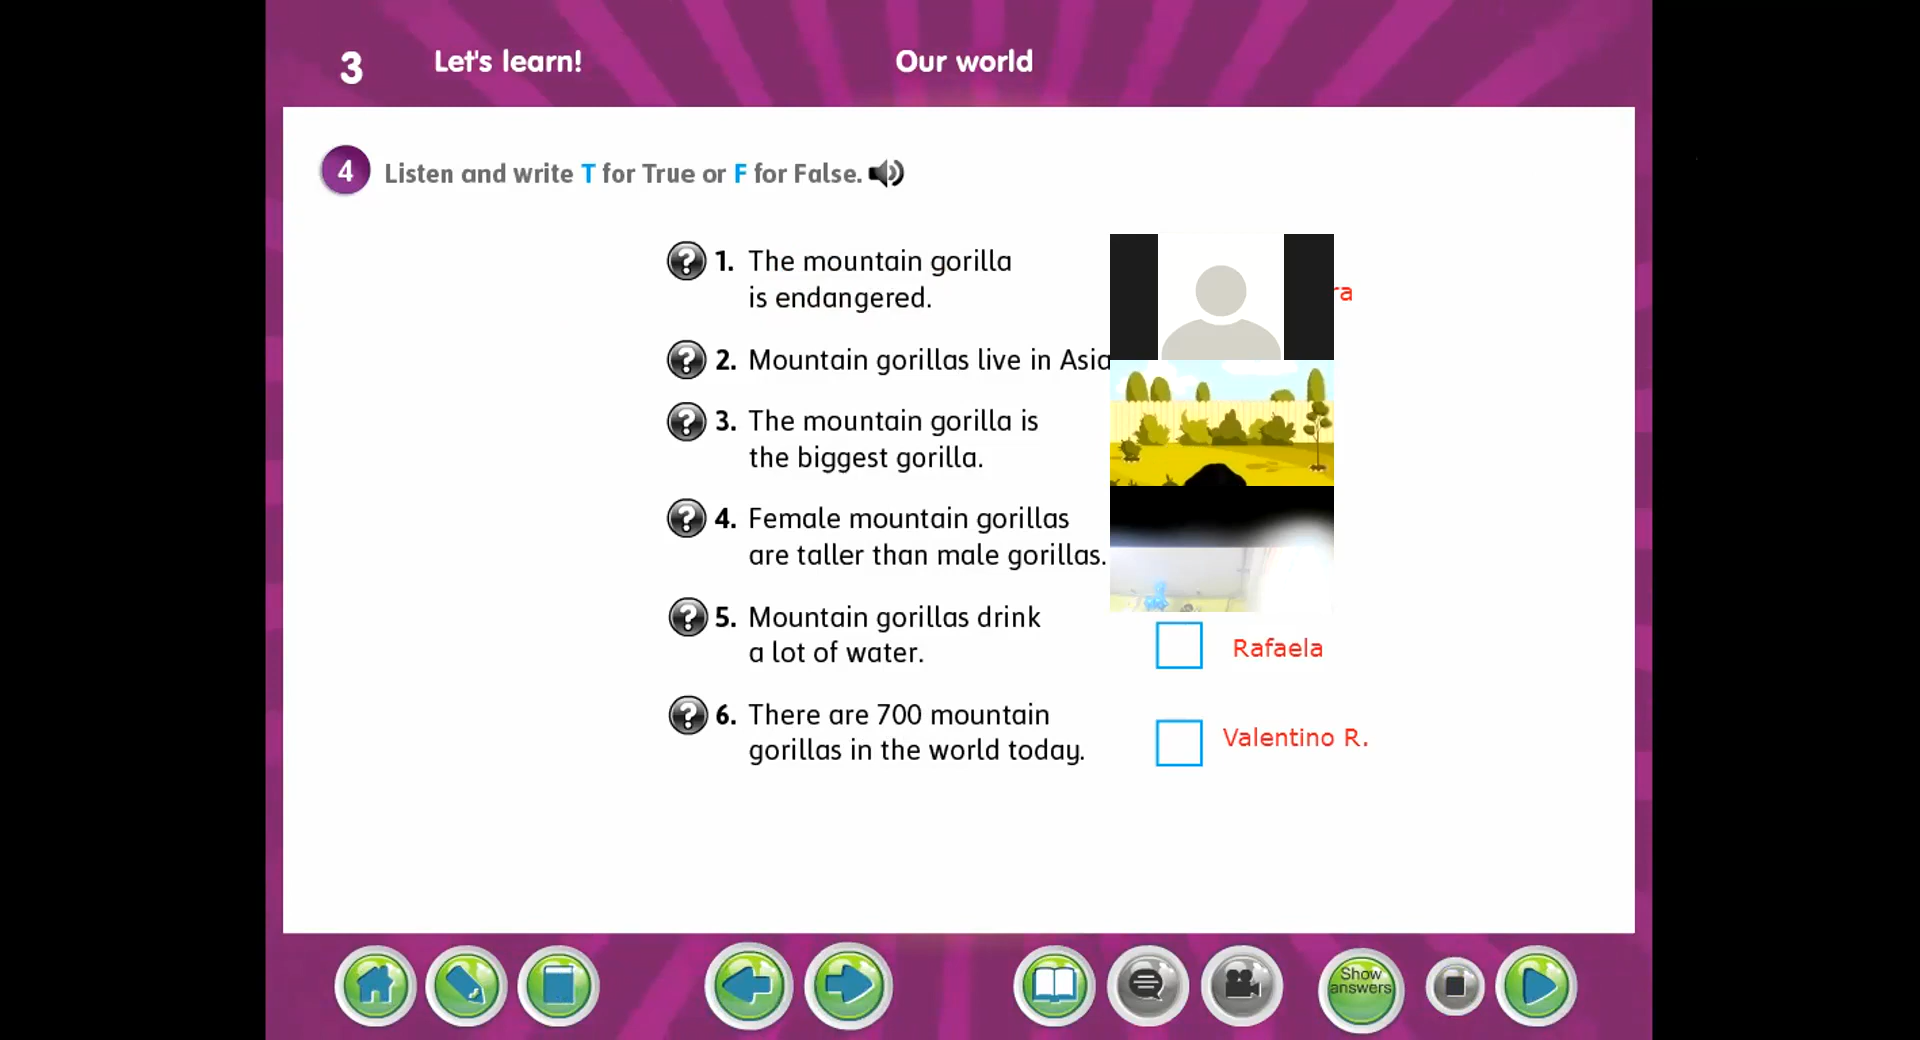 3 Let's learn! Our world
4 Listen and write T for True or F for False.
1. The mountain gorilla
is endangered.
2. Mountain gorillas live in Asia
3. The mountain gorilla is
the biggest gorilla.
4. Female mountain gorillas
are taller than male gorillas.
5. Mountain gorillas drink
a lot of water.
Rafaela
6. There are 700 mountain
gorillas in the world today.
Valentino R.
Show
answers